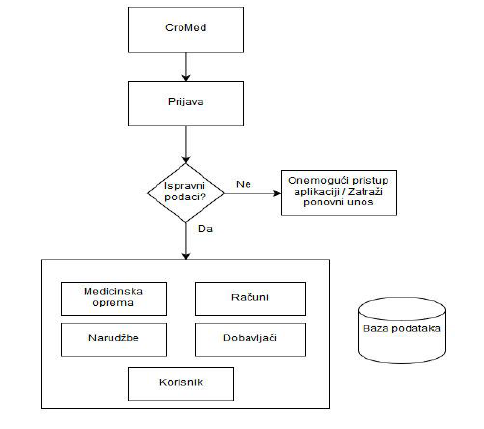 CroMed
Prijava
Ispravni
podaci?
Ne
Onemogući pristup
aplikaciji / Zatraži
ponovni unos
Da
Medicinska
oprema
Računi
Narudžbe
Dobavljači
Korisnik
Baza podataka